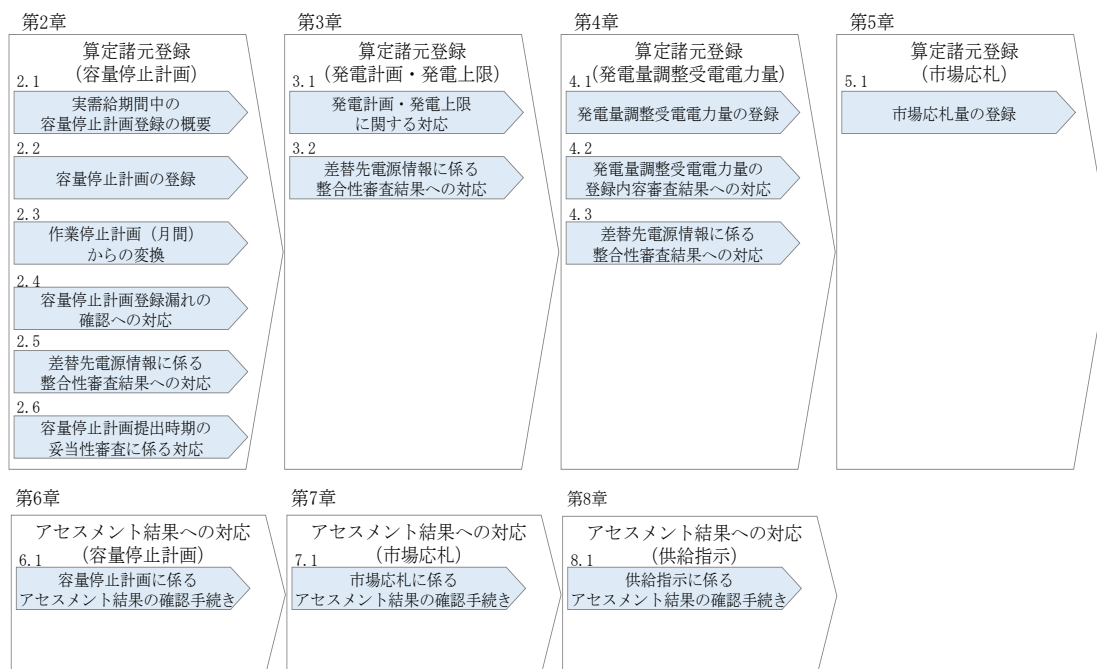 第2章
算定諸元登録
(容量停止計画)
2.1
実需給期間中の
容量停止計画登録の概要
2.2
容量停止計画の登録
2.3
作業停止計画（月間）
からの変換
2.4
容量停止計画登録漏れの
確認への対応
2.5
差替先電源情報に係る
整合性審査結果への対応
2.6
容量停止計画提出時期の
妥当性審査に係る対応
第3章
算定諸元登録
(発電計画・発電上限)
3.1
発電計画・発電上限
に関する対応
3.2
差替先電源情報に係る
整合性審査結果への対応
第4章
算定諸元登録
(発電量調整受電電力量)
4.1
発電量調整受電電力量の登録
4.2
発電量調整受電電力量の
登録内容審査結果への対応
4.3
差替先電源情報に係る
整合性審査結果への対応
第5章
算定諸元登録
(市場応札)
5.1
市場応札量の登録
第6章
アセスメント結果への対応
(容量停止計画)
6.1
容量停止計画に係る
アセスメント結果の確認手続き
第7章
アセスメント結果への対応
(市場応札)
7.1
市場応札に係る
アセスメント結果の確認手続き
第8章
アセスメント結果への対応
(供給指示)
8.1
供給指示に係る
アセスメント結果の確認手続き